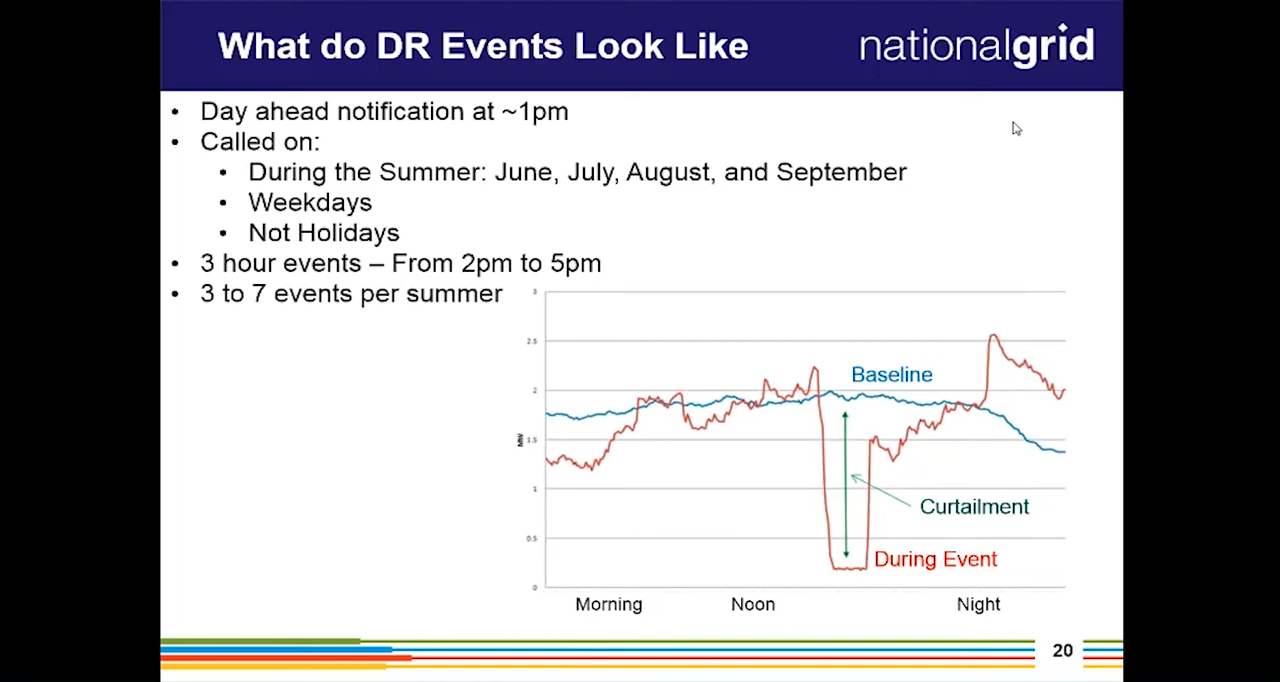 What do DR Events Look Like
nationalgrid
• Day ahead notification at ~1pm
• Called on:
• During the Summer: June, July, August, and September
• Weekdays
• Not Holidays
• 3 hour events – From 2pm to 5pm
• 3 to 7 events per summer
3
2.5
2
1.5
1
0.5
0
MW
Baseline
Curtailment
During Event
Morning
Noon
Night
20